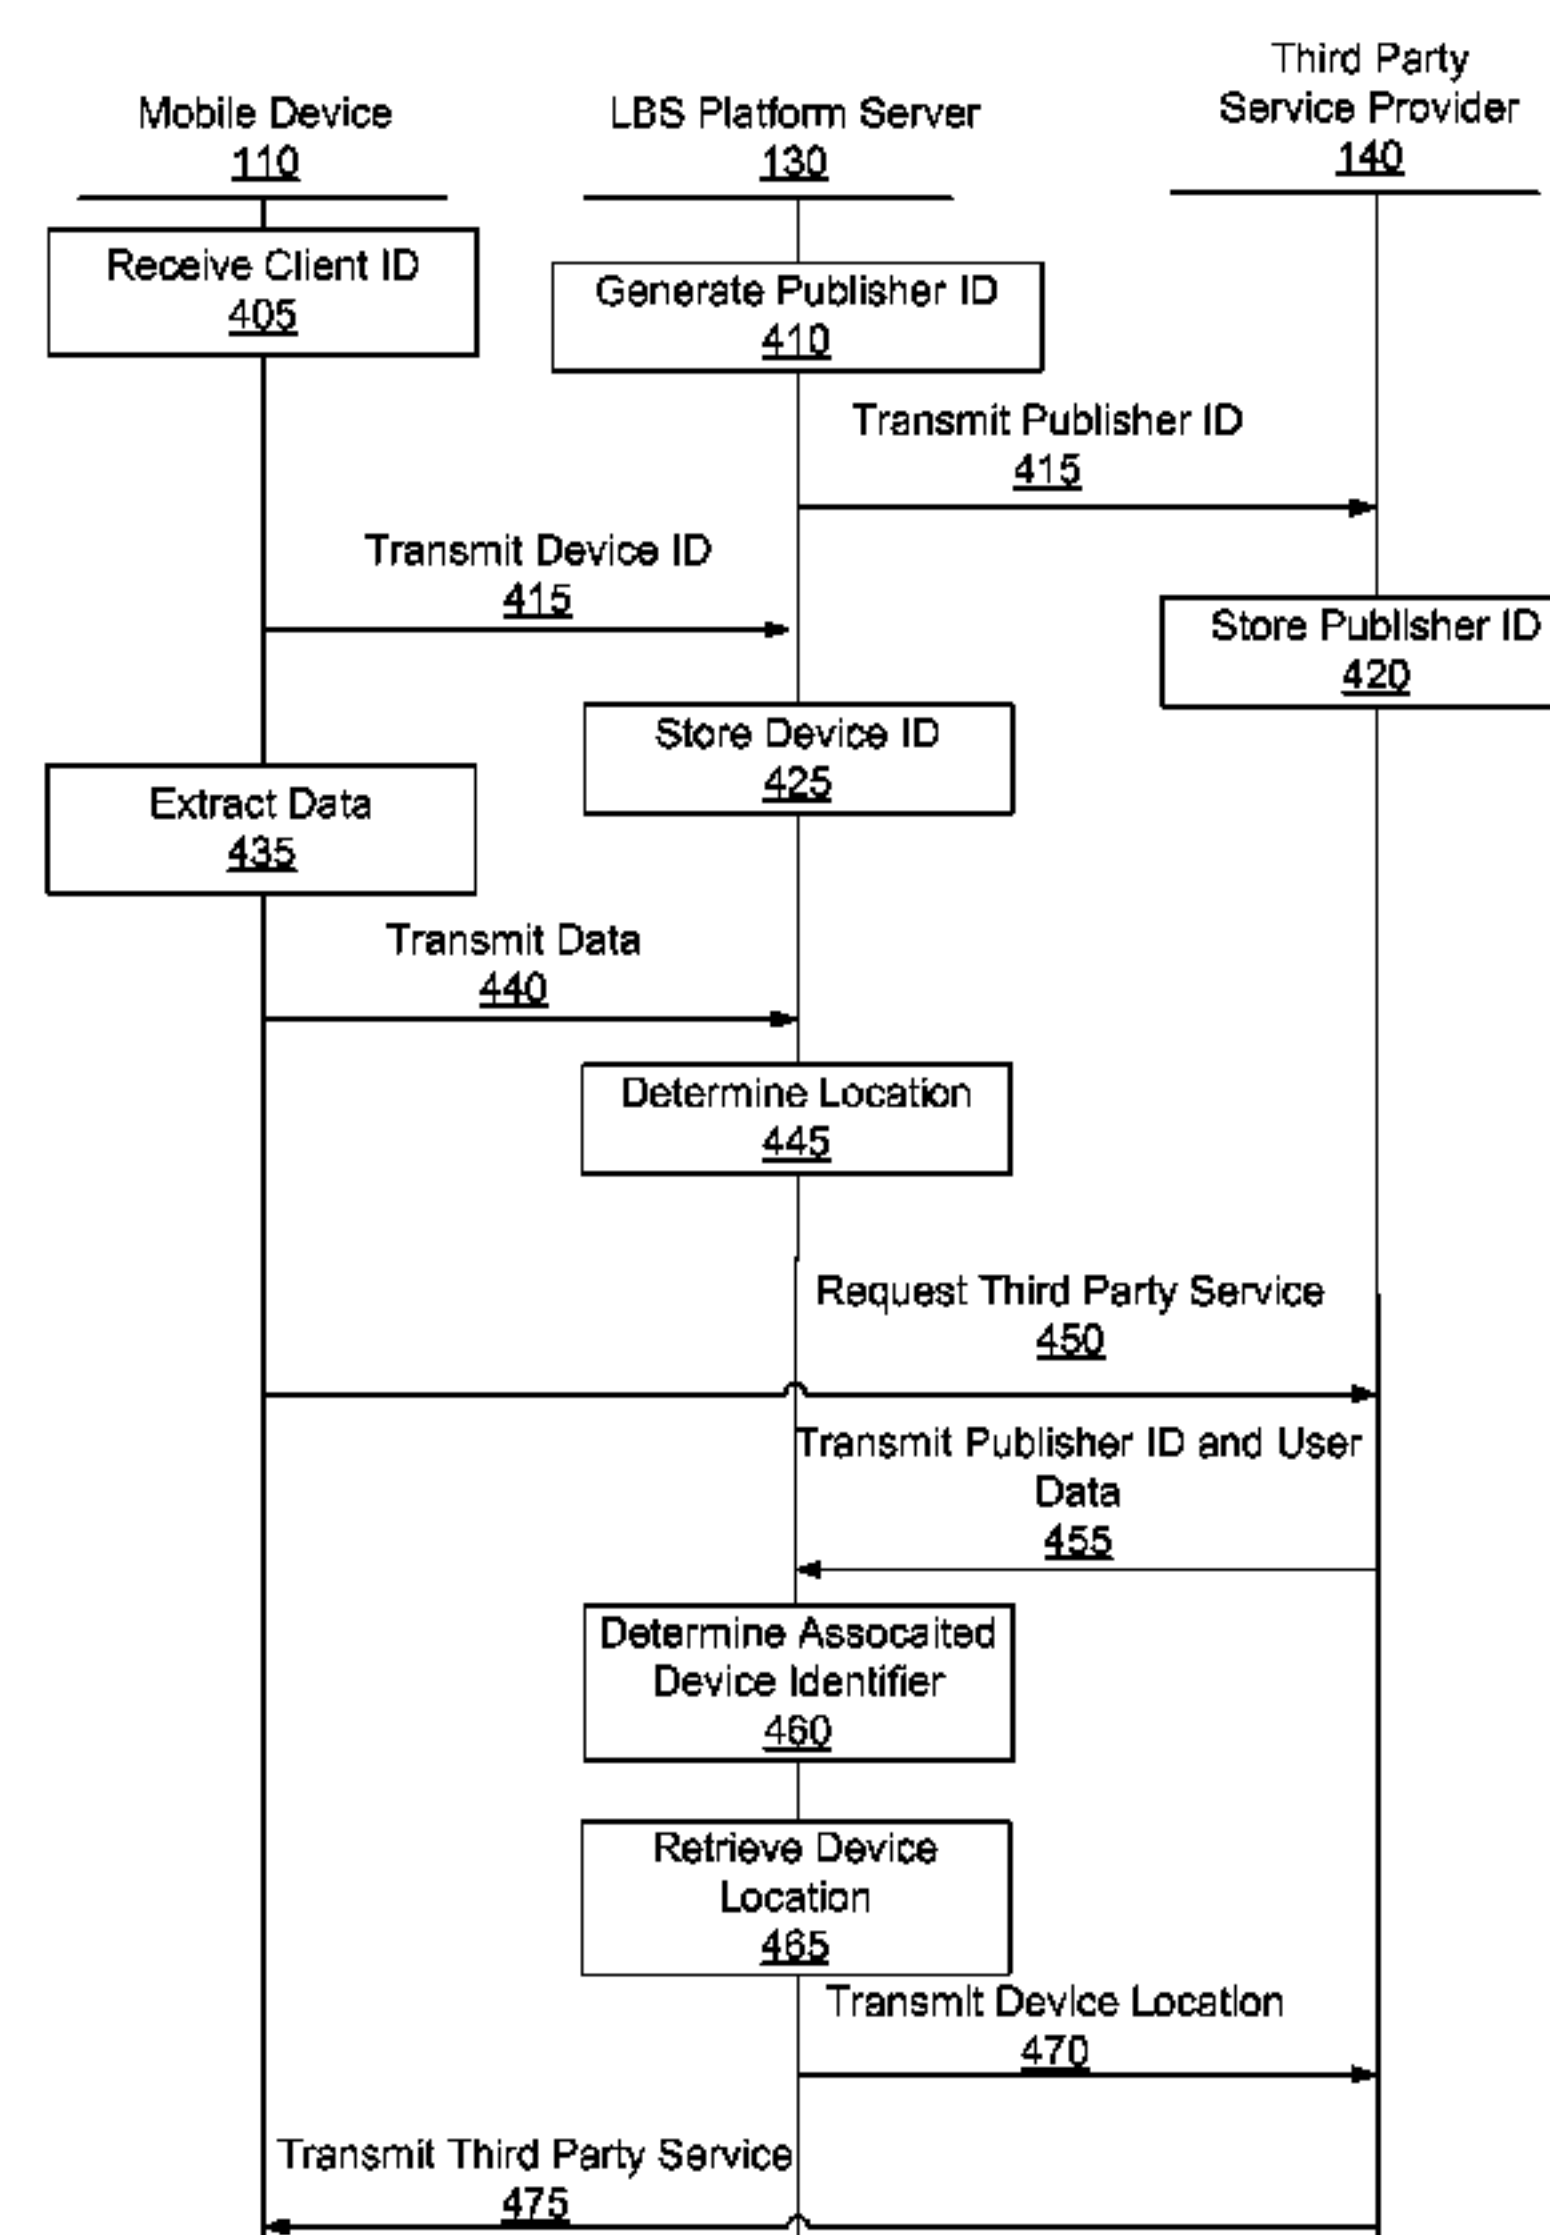 Mobile Device
110
LBS Platform Server
130
Third Party
Service Provider
140
Receive Client ID
405
Generate Publisher ID
410
Transmit Publisher ID
415
Transmit Device ID
415
Store Publisher ID
420
Store Device ID
425
Extract Data
435
Transmit Data
440
Determine Location
445
Request Third Party Service
450
Transmit Publisher ID and User
Data
455
Determine Assocaited
Device Identifier
460
Retrieve Device
Location
465
Transmit Device Location
470
Transmit Third Party Service
475